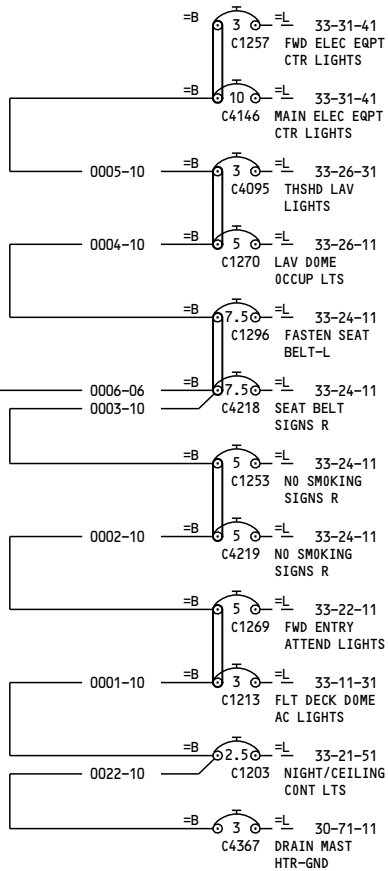 =B 3 =L 33-31-41
C1257 FWD ELEC EQPT
CTR LIGHTS
10 =L 33-31-41
C4146 MAIN ELEC EQPT
CTR LIGHTS
0005-10 =B 3 =L 33-26-31
C4095 THSHD LAV
LIGHTS
0004-10 =B 5 =L 33-26-11
C1270 LAV DOME
OCCUP LTS
=B 7.5 =L 33-24-11
C1296 FASTEN SEAT
BELT-L
0006-06 =B 7.5 =L 33-24-11
0003-10 C4218 SEAT BELT
SIGNS R
=B 5 =L 33-24-11
C1253 NO SMOKING
SIGNS R
0002-10 =B 5 =L 33-24-11
C4219 NO SMOKING
SIGNS R
=B 5 =L 33-22-11
C1269 FWD ENTRY
ATTEND LIGHTS
0001-10 =B 3 =L 33-11-31
C1213 FLT DECK DOME
AC LIGHTS
=B 2.5 =L 33-21-51
0022-10 C1203 NIGHT/CEILING
CONT LTS
=B 3 =L 30-71-11
C4367 DRAIN MAST
HTR-GND